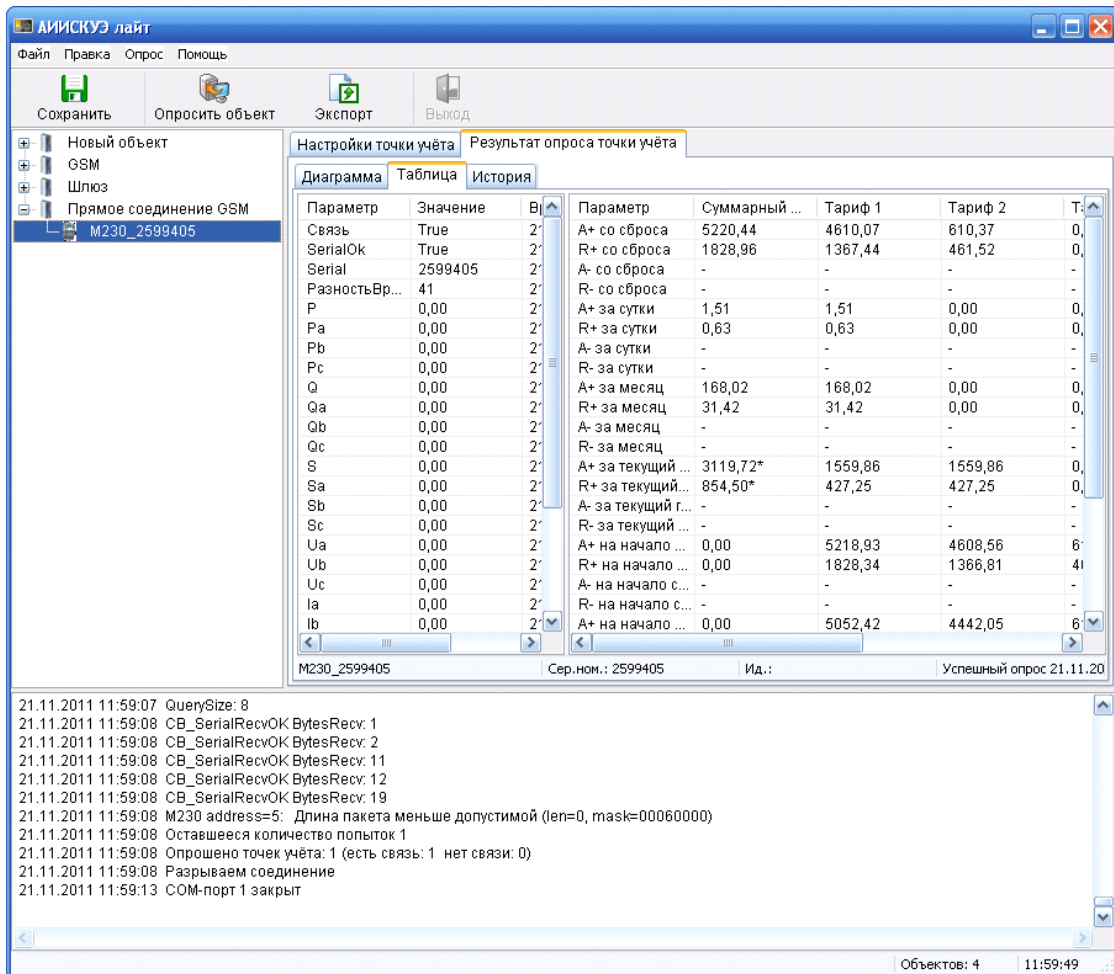 АИИСКУЭ лайт
Файл Правка Опрос Помощь
Сохранить Опросить объект Экспорт Выход
Новый объект
GSM
Шлюз
Прямое соединение GSM
M230_2599405
Настройки точки учёта Результат опроса точки учёта
Диаграмма Таблица История
Параметр Значение
Связь True
SerialOk True
Serial 2599405
РазностьВр... 41
P 0,00
Pa 0,00
Pb 0,00
Pc 0,00
Q 0,00
Qa 0,00
Qb 0,00
Qc 0,00
S 0,00
Sa 0,00
Sb 0,00
Sc 0,00
Ua 0,00
Ub 0,00
Uc 0,00
Ia 0,00
Ib 0,00
Параметр Суммарный ... Тариф 1 Тариф 2
A+ со сброса 5220,44 4610,07 610,37 0,
R+ со сброса 1828,96 1367,44 461,52 0,
A- со сброса - - - -
R- со сброса - - - -
A+ за сутки 1,51 1,51 0,00 0,
R+ за сутки 0,63 0,63 0,00 0,
A- за сутки - - - -
R- за сутки - - - -
A+ за месяц 168,02 168,02 0,00 0,
R+ за месяц 31,42 31,42 0,00 0,
A- за месяц - - - -
R- за месяц - - - -
A+ за текущий ... 3119,72* 1559,86 1559,86 0,
R+ за текущий... 854,50* 427,25 427,25 0,
A- за текущий г... - - - -
R- за текущий ... - - - -
A+ на начало ... 0,00 5218,93 4608,56
R+ на начало ... 0,00 1828,34 1366,81
A- на начало с... - - - -
R- на начало с... - - - -
A+ на начало ... 0,00 5052,42 4442,05
M230_2599405 Сер.ном.: 2599405 Ид.: Успешный опрос 21.11.20
21.11.2011 11:59:07 QuerySize: 8
21.11.2011 11:59:08 CB_SerialRecvOK BytesRecv: 1
21.11.2011 11:59:08 CB_SerialRecvOK BytesRecv: 2
21.11.2011 11:59:08 CB_SerialRecvOK BytesRecv: 11
21.11.2011 11:59:08 CB_SerialRecvOK BytesRecv: 12
21.11.2011 11:59:08 CB_SerialRecvOK BytesRecv: 19
21.11.2011 11:59:08 M230 address=5: Длина пакета меньше допустимой (len=0, mask=00060000)
21.11.2011 11:59:08 Оставшееся количество попыток 1
21.11.2011 11:59:08 Опрошено точек учёта: 1 (есть связь: 1 нет связи: 0)
21.11.2011 11:59:08 Разрываем соединение
21.11.2011 11:59:13 COM-порт 1 закрыт
Объектов: 4 11:59:49